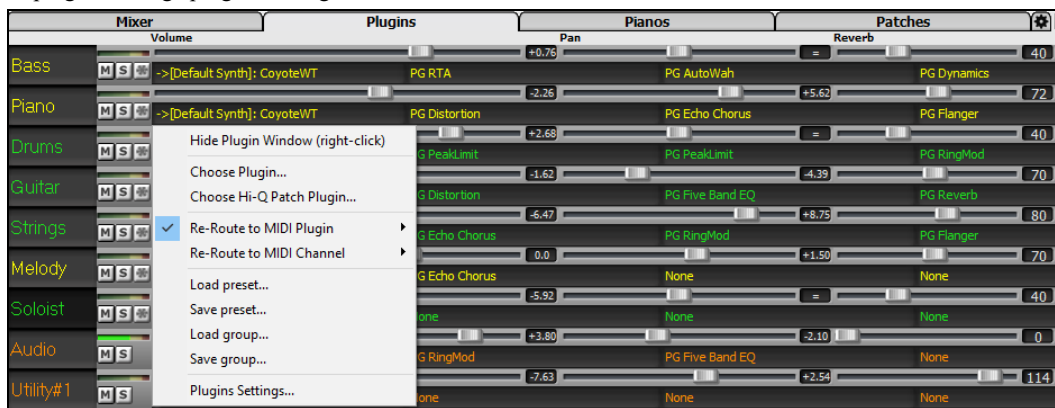 Mixer Plugins Pianos Patches
Volume Pan Reverb
+0.76 = 40
Bass M S ->[Default Synth]: CoyoteWT PG RTA PG AutoWah PG Dynamics
-2.26 +5.62 72
Piano M S ->[Default Synth]: CoyoteWT PG Distortion PG Echo Chorus PG Flanger
Hide Plugin Window (right-click) +2.68 = 40
Drums M S G PeakLimit PG PeakLimit PG RingMod
Choose Plugin... -1.62 -4.39 70
Guitar M S Choose Hi-Q Patch Plugin... G Distortion PG Five Band EQ PG Reverb
-6.47 +8.75 80
Strings M S Re-Route to MIDI Plugin G Echo Chorus PG RingMod PG Flanger
Re-Route to MIDI Channel 0.0 +1.50 70
Melody M S Load preset... G Echo Chorus None None
-5.92 = 40
Soloist M S Save preset... one None None
Load group... +3.80 -2.10 0
Audio M S Save group... G RingMod PG Five Band EQ None
-7.63 +2.54 114
Utility#1 M S Plugins Settings... one None None